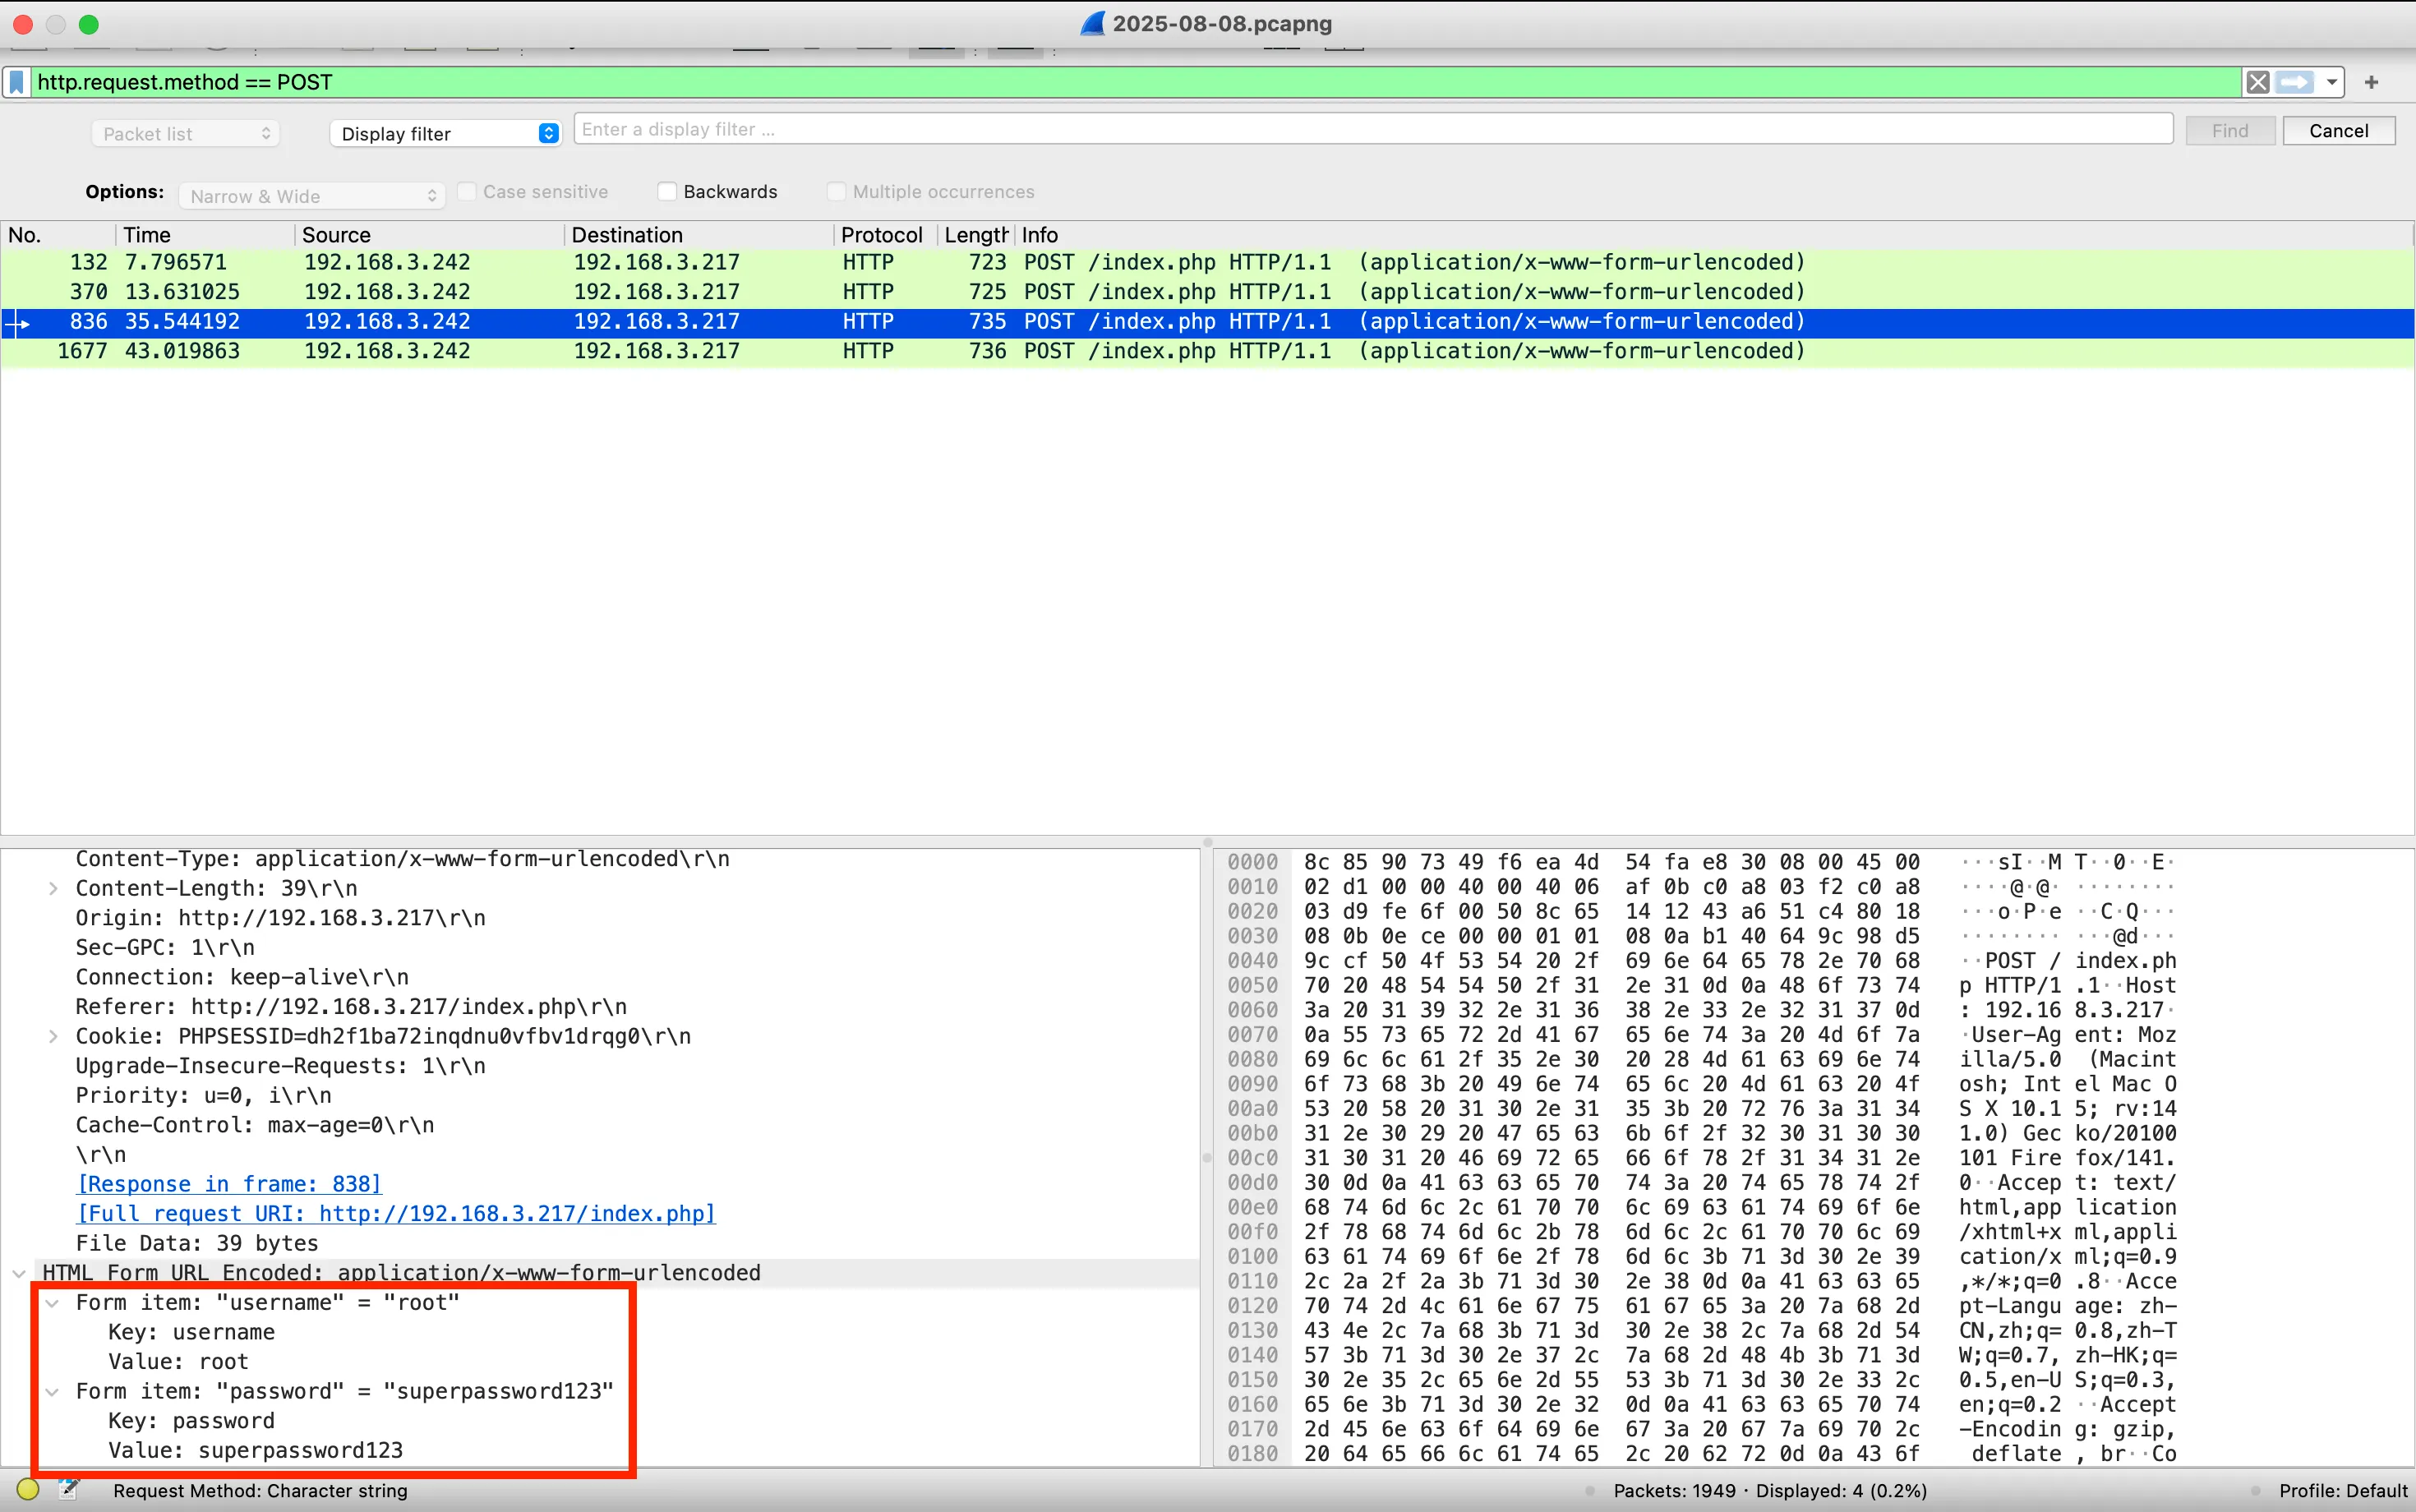 2025-08-08.pcapng
http.request.method == POST
+
Packet list Display filter Enter a display filter ... Find Cancel
Options: Narrow & Wide Case sensitive Backwards Multiple occurrences
No. Time Source Destination Protocol Length Info
132 7.796571 192.168.3.242 192.168.3.217 HTTP 723 POST /index.php HTTP/1.1 (application/x-www-form-urlencoded)
370 13.631025 192.168.3.242 192.168.3.217 HTTP 725 POST /index.php HTTP/1.1 (application/x-www-form-urlencoded)
836 35.544192 192.168.3.242 192.168.3.217 HTTP 735 POST /index.php HTTP/1.1 (application/x-www-form-urlencoded)
1677 43.019863 192.168.3.242 192.168.3.217 HTTP 736 POST /index.php HTTP/1.1 (application/x-www-form-urlencoded)
Content-Type: application/x-www-form-urlencoded\r\n
Content-Length: 39\r\n
Origin: http://192.168.3.217\r\n
Sec-GPC: 1\r\n
Connection: keep-alive\r\n
Referer: http://192.168.3.217/index.php\r\n
Cookie: PHPSESSID=dh2f1ba72inqdnu0vfbv1drqg0\r\n
Upgrade-Insecure-Requests: 1\r\n
Priority: u=0, i\r\n
Cache-Control: max-age=0\r\n
\r\n
[Response in frame: 838]
[Full request URI: http://192.168.3.217/index.php]
File Data: 39 bytes
HTML Form URL Encoded: application/x-www-form-urlencoded
Form item: "username" = "root"
Key: username
Value: root
Form item: "password" = "superpassword123"
Key: password
Value: superpassword123
0000 8c 85 90 73 49 f6 ea 4d 54 fa e8 30 08 00 45 00 ···sI··M T··0··E·
0010 02 d1 00 00 40 00 40 06 af 0b c0 a8 03 f2 c0 a8 ····@·@· ········
0020 03 d9 fe 6f 00 50 8c 65 14 12 43 a6 51 c4 80 18 ···o·P·e ··C·Q···
0030 08 0b 0e ce 00 00 01 01 08 0a b1 40 64 9c 98 d5 ········ ···@d···
0040 9c cf 50 4f 53 54 20 2f 69 6e 64 65 78 2e 70 68 ··POST / index.ph
0050 70 20 48 54 54 50 2f 31 2e 31 0d 0a 48 6f 73 74 p HTTP/1 .1··Host
0060 3a 20 31 39 32 2e 31 36 38 2e 33 2e 32 31 37 0d : 192.16 8.3.217·
0070 0a 55 73 65 72 2d 41 67 65 6e 74 3a 20 4d 6f 7a ·User-Ag ent: Moz
0080 69 6c 6c 61 2f 35 2e 30 20 28 4d 61 63 69 6e 74 illa/5.0 (Macint
0090 6f 73 68 3b 20 49 6e 74 65 6c 20 4d 61 63 20 4f osh; Int el Mac O
00a0 53 20 58 20 31 30 2e 31 35 3b 20 72 76 3a 31 34 S X 10.1 5; rv:14
00b0 31 2e 30 29 20 47 65 63 6b 6f 2f 32 30 31 30 30 1.0) Gec ko/20100
00c0 31 30 31 20 46 69 72 65 66 6f 78 2f 31 34 31 2e 101 Fire fox/141.
00d0 30 0d 0a 41 63 63 65 70 74 3a 20 74 65 78 74 2f 0··Accep t: text/
00e0 68 74 6d 6c 2c 61 70 70 6c 69 63 61 74 69 6f 6e html,app lication
00f0 2f 78 68 74 6d 6c 2b 78 6d 6c 2c 61 70 70 6c 69 /xhtml+x ml,appli
0100 63 61 74 69 6f 6e 2f 78 6d 6c 3b 71 3d 30 2e 39 cation/x ml;q=0.9
0110 2c 2a 2f 2a 3b 71 3d 30 2e 38 0d 0a 41 63 63 65 ,*/*;q=0 .8··Acce
0120 70 74 2d 4c 61 6e 67 75 61 67 65 3a 20 7a 68 2d pt-Langu age: zh-
0130 43 4e 2c 7a 68 3b 71 3d 30 2e 38 2c 7a 68 2d 54 CN,zh;q= 0.8,zh-T
0140 57 3b 71 3d 30 2e 37 2c 7a 68 2d 48 4b 3b 71 3d W;q=0.7, zh-HK;q=
0150 30 2e 35 2c 65 6e 2d 55 53 3b 71 3d 30 2e 33 2c 0.5,en-U S;q=0.3,
0160 65 6e 3b 71 3d 30 2e 32 0d 0a 41 63 63 65 70 74 en;q=0.2 ··Accept
0170 2d 45 6e 63 6f 64 69 6e 67 3a 20 67 7a 69 70 2c -Encodin g: gzip,
0180 20 64 65 66 6c 61 74 65 2c 20 62 72 0d 0a 43 6f deflate , br··Co
Request Method: Character string Packets: 1949 · Displayed: 4 (0.2%) Profile: Default